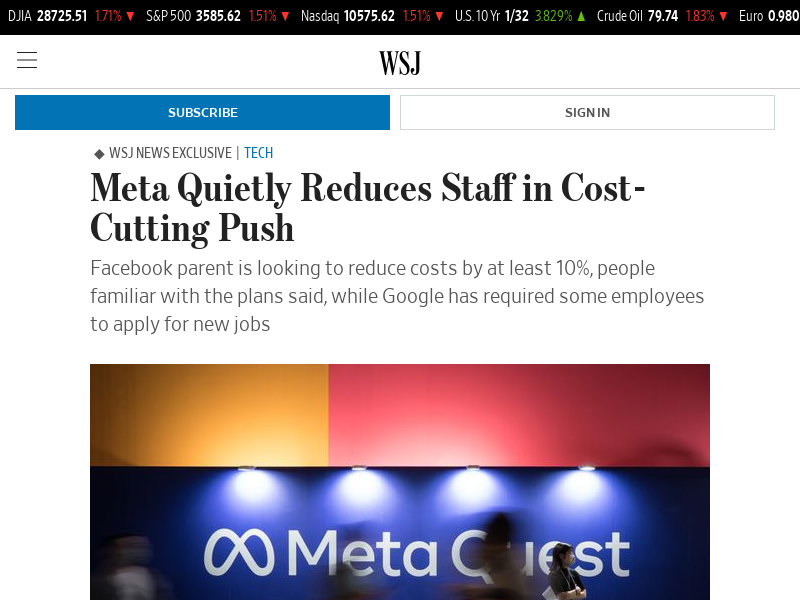 DJIA 28725.51 1.71% ▼ S&P 500 3585.62 1.51% ▼ Nasdaq 10575.62 1.51% ▼ U.S. 10 Yr 1/32 3.829% ▲ Crude Oil 79.74 1.83% ▼ Euro 0.980
WSJ
SUBSCRIBE SIGN IN
◆ WSJ NEWS EXCLUSIVE | TECH
Meta Quietly Reduces Staff in Cost-
Cutting Push
Facebook parent is looking to reduce costs by at least 10%, people
familiar with the plans said, while Google has required some employees
to apply for new jobs
Meta Quest